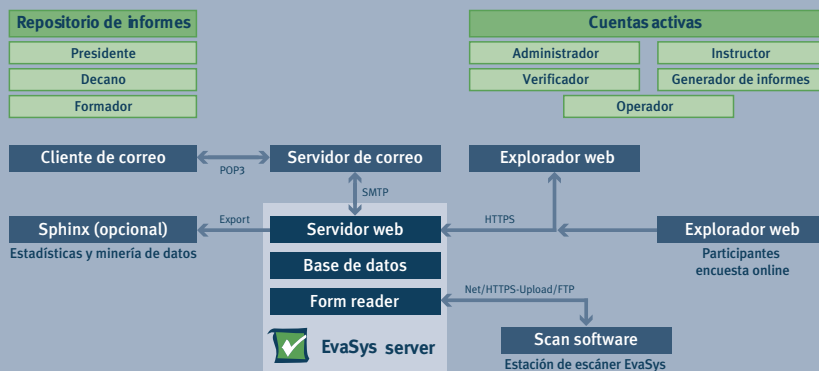 Repositorio de informes
Presidente
Decano
Formador
Cuentas activas
Administrador
Instructor
Verificador
Generador de informes
Operador
Cliente de correo
POP3
Servidor de correo
Explorador web
SMTP
Sphinx (opcional)
Export
Servidor web
HTTPS
Explorador web
Estadísticas y minería de datos
Participantes
encuesta online
Base de datos
Form reader
Net/HTTPS-Upload/FTP
EvaSys server
Scan software
Estación de escáner EvaSys